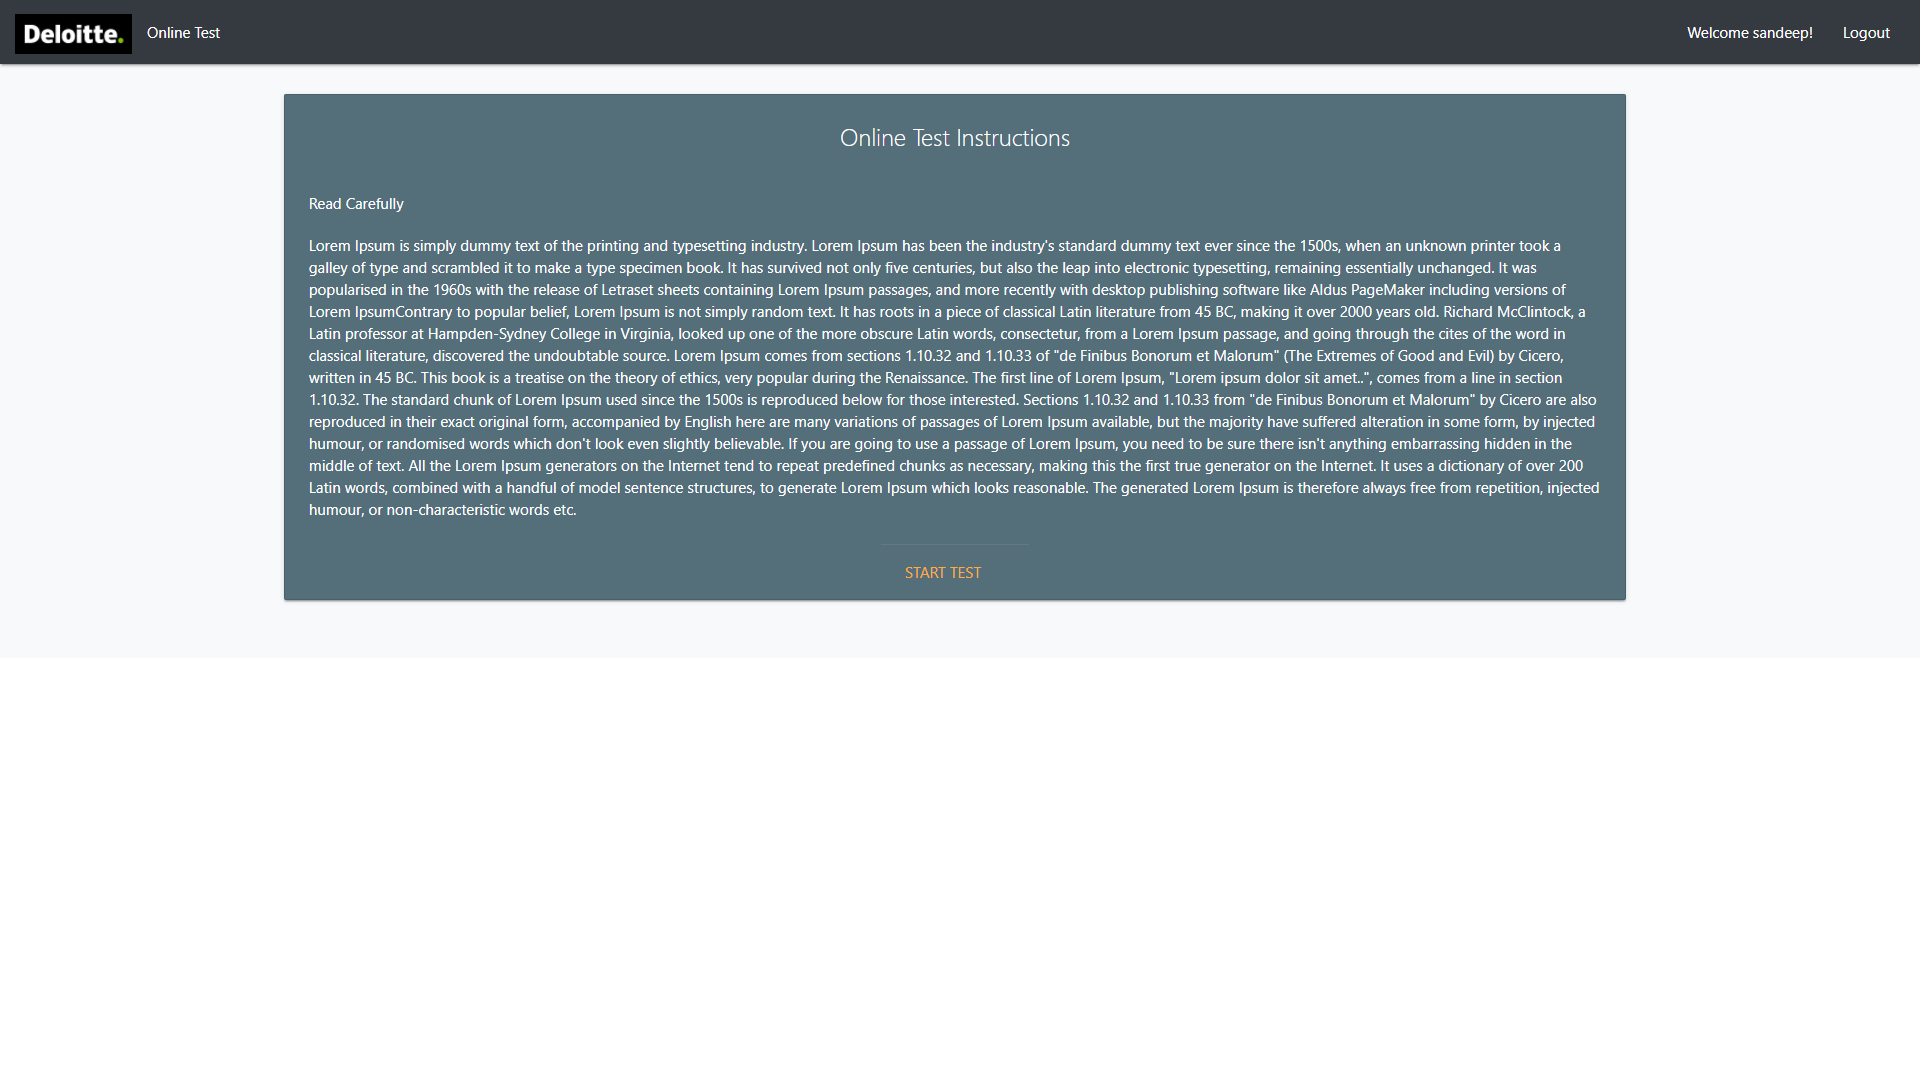 Deloitte.
Online Test
Welcome sandeep!
Logout
Online Test Instructions
Read Carefully
Lorem Ipsum is simply dummy text of the printing and typesetting industry. Lorem Ipsum has been the industry's standard dummy text ever since the 1500s, when an unknown printer took a
galley of type and scrambled it to make a type specimen book. It has survived not only five centuries, but also the leap into electronic typesetting, remaining essentially unchanged. It was
popularised in the 1960s with the release of Letraset sheets containing Lorem Ipsum passages, and more recently with desktop publishing software like Aldus PageMaker including versions of
Lorem IpsumContrary to popular belief, Lorem Ipsum is not simply random text. It has roots in a piece of classical Latin literature from 45 BC, making it over 2000 years old. Richard McClintock, a
Latin professor at Hampden-Sydney College in Virginia, looked up one of the more obscure Latin words, consectetur, from a Lorem Ipsum passage, and going through the cites of the word in
classical literature, discovered the undoubtable source. Lorem Ipsum comes from sections 1.10.32 and 1.10.33 of "de Finibus Bonorum et Malorum" (The Extremes of Good and Evil) by Cicero,
written in 45 BC. This book is a treatise on the theory of ethics, very popular during the Renaissance. The first line of Lorem Ipsum, "Lorem ipsum dolor sit amet..", comes from a line in section
1.10.32. The standard chunk of Lorem Ipsum used since the 1500s is reproduced below for those interested. Sections 1.10.32 and 1.10.33 from "de Finibus Bonorum et Malorum" by Cicero are also
reproduced in their exact original form, accompanied by English here are many variations of passages of Lorem Ipsum available, but the majority have suffered alteration in some form, by injected
humour, or randomised words which don't look even slightly believable. If you are going to use a passage of Lorem Ipsum, you need to be sure there isn't anything embarrassing hidden in the
middle of text. All the Lorem Ipsum generators on the Internet tend to repeat predefined chunks as necessary, making this the first true generator on the Internet. It uses a dictionary of over 200
Latin words, combined with a handful of model sentence structures, to generate Lorem Ipsum which looks reasonable. The generated Lorem Ipsum is therefore always free from repetition, injected
humour, or non-characteristic words etc.
START TEST